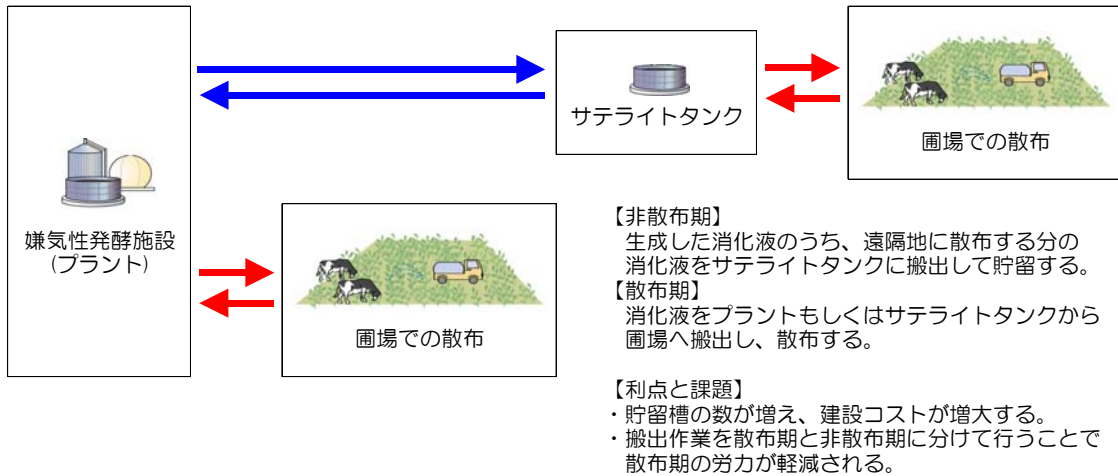 嫌気性発酵施設
(プラント)
サテライトタンク
圃場での散布
圃場での散布
【非散布期】
生成した消化液のうち、遠隔地に散布する分の
消化液をサテライトタンクに搬出して貯留する。
【散布期】
消化液をプラントもしくはサテライトタンクから
圃場へ搬出し、散布する。
【利点と課題】
・貯留槽の数が増え、建設コストが増大する。
・搬出作業を散布期と非散布期に分けて行うことで
散布期の労力が軽減される。